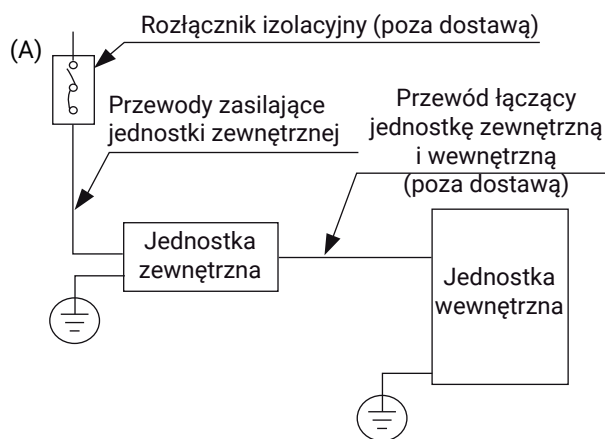 (A)
Rozłącznik izolacyjny (poza dostawą)
Przewody zasilające
jednostki zewnętrznej
Przewód łączący
jednostkę zewnętrzną
i wewnętrzną
(poza dostawą)
Jednostka
zewnętrzna
Jednostka
wewnętrzna